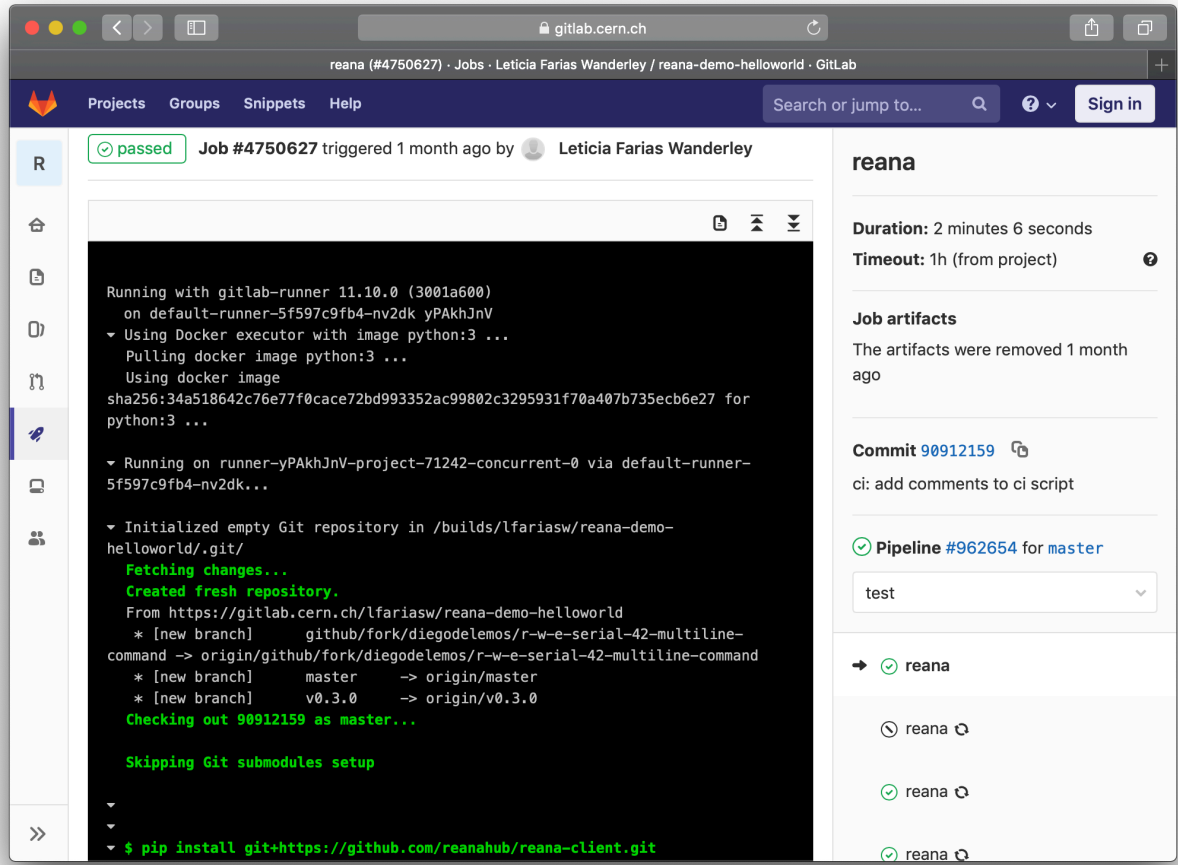 gitlab.cern.ch
reana (#4750627) · Jobs · Leticia Farias Wanderley / reana-demo-helloworld · GitLab
Projects Groups Snippets Help Search or jump to... Sign in
R
passed Job #4750627 triggered 1 month ago by Leticia Farias Wanderley
Running with gitlab-runner 11.10.0 (3001a600)
on default-runner-5f597c9fb4-nv2dk yPAkhJnV
Using Docker executor with image python:3 ...
Pulling docker image python:3 ...
Using docker image
sha256:34a518642c76e77f0cace72bd993352ac99802c3295931f70a407b735ecb6e27 for
python:3 ...
Running on runner-yPAkhJnV-project-71242-concurrent-0 via default-runner-
5f597c9fb4-nv2dk...
Initialized empty Git repository in /builds/lfariasw/reana-demo-
helloworld/.git/
Fetching changes...
Created fresh repository.
From https://gitlab.cern.ch/lfariasw/reana-demo-helloworld
* [new branch] github/fork/diegodelemos/r-w-e-serial-42-multiline-
command -> origin/github/fork/diegodelemos/r-w-e-serial-42-multiline-command
* [new branch] master -> origin/master
* [new branch] v0.3.0 -> origin/v0.3.0
Checking out 90912159 as master...
Skipping Git submodules setup
$ pip install git+https://github.com/reanahub/reana-client.git
reana
Duration: 2 minutes 6 seconds
Timeout: 1h (from project)
Job artifacts
The artifacts were removed 1 month
ago
Commit 90912159
ci: add comments to ci script
Pipeline #962654 for master
test
reana
reana
reana
reana